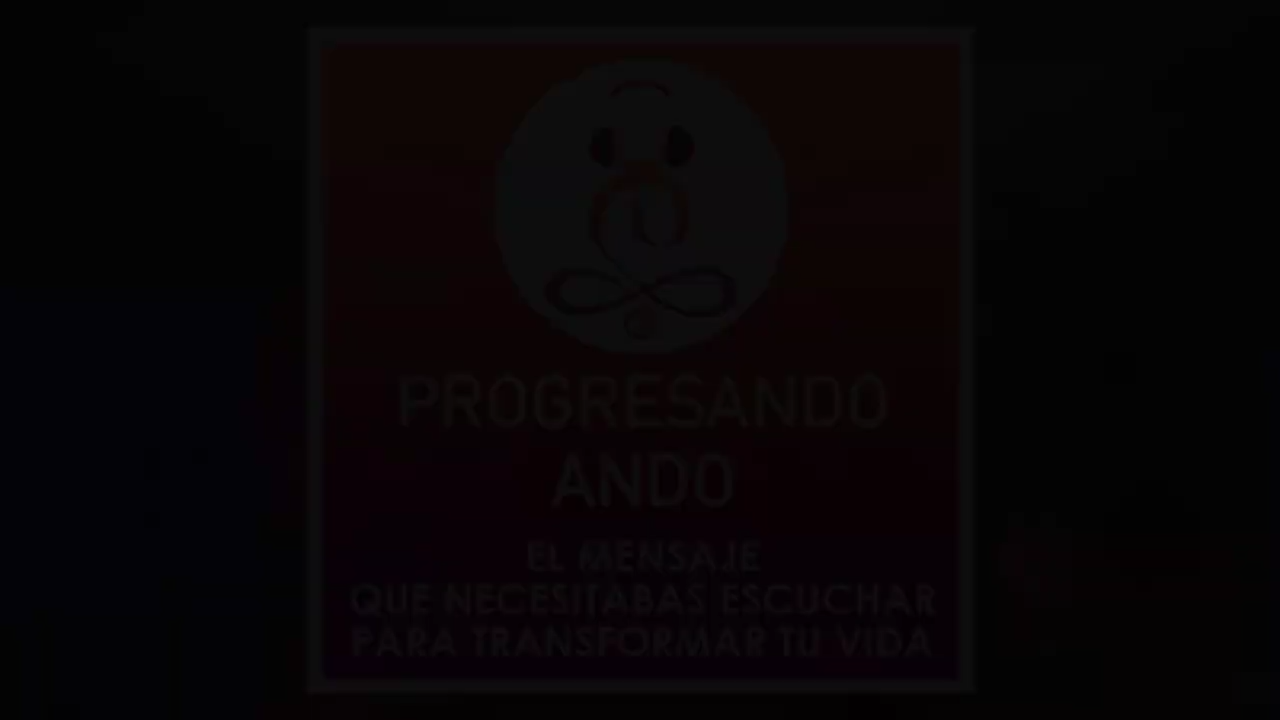 PROGRESANDO
ANDO
EL MENSAJE
QUE NECESITABAS ESCUCHAR
PARA TRANSFORMAR TU VIDA